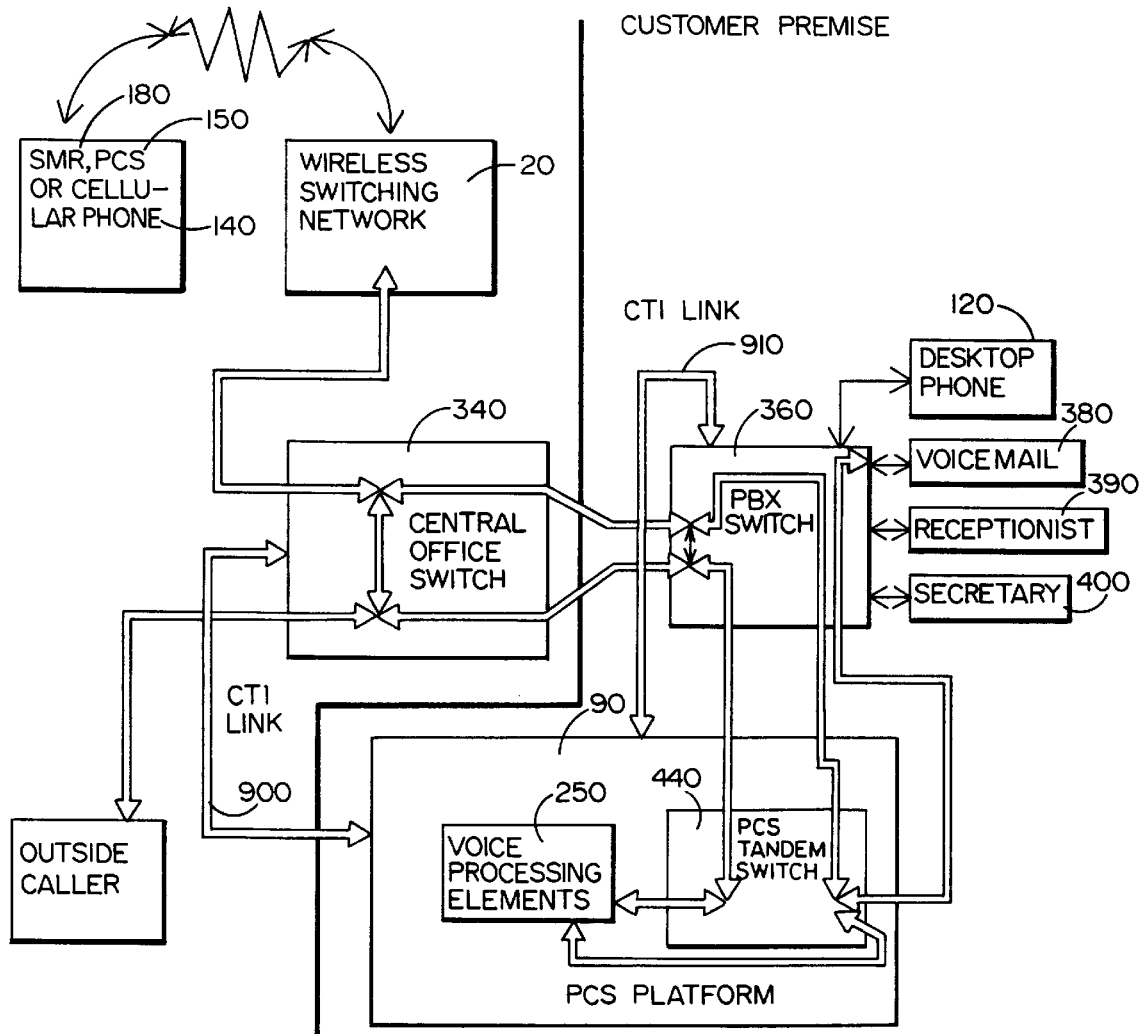 CUSTOMER PREMISE
180
150
SMR, PCS
OR CELLU-
LAR PHONE
140
WIRELESS
SWITCHING
NETWORK
20
CTI LINK
910
120
DESKTOP
PHONE
340
360
380
VOICE MAIL
CENTRAL
OFFICE
SWITCH
PBX
SWITCH
390
RECEPTIONIST
SECRETARY
400
CTI
LINK
900
90
440
250
OUTSIDE
CALLER
VOICE
PROCESSING
ELEMENTS
PCS
TANDEM
SWITCH
PCS PLATFORM